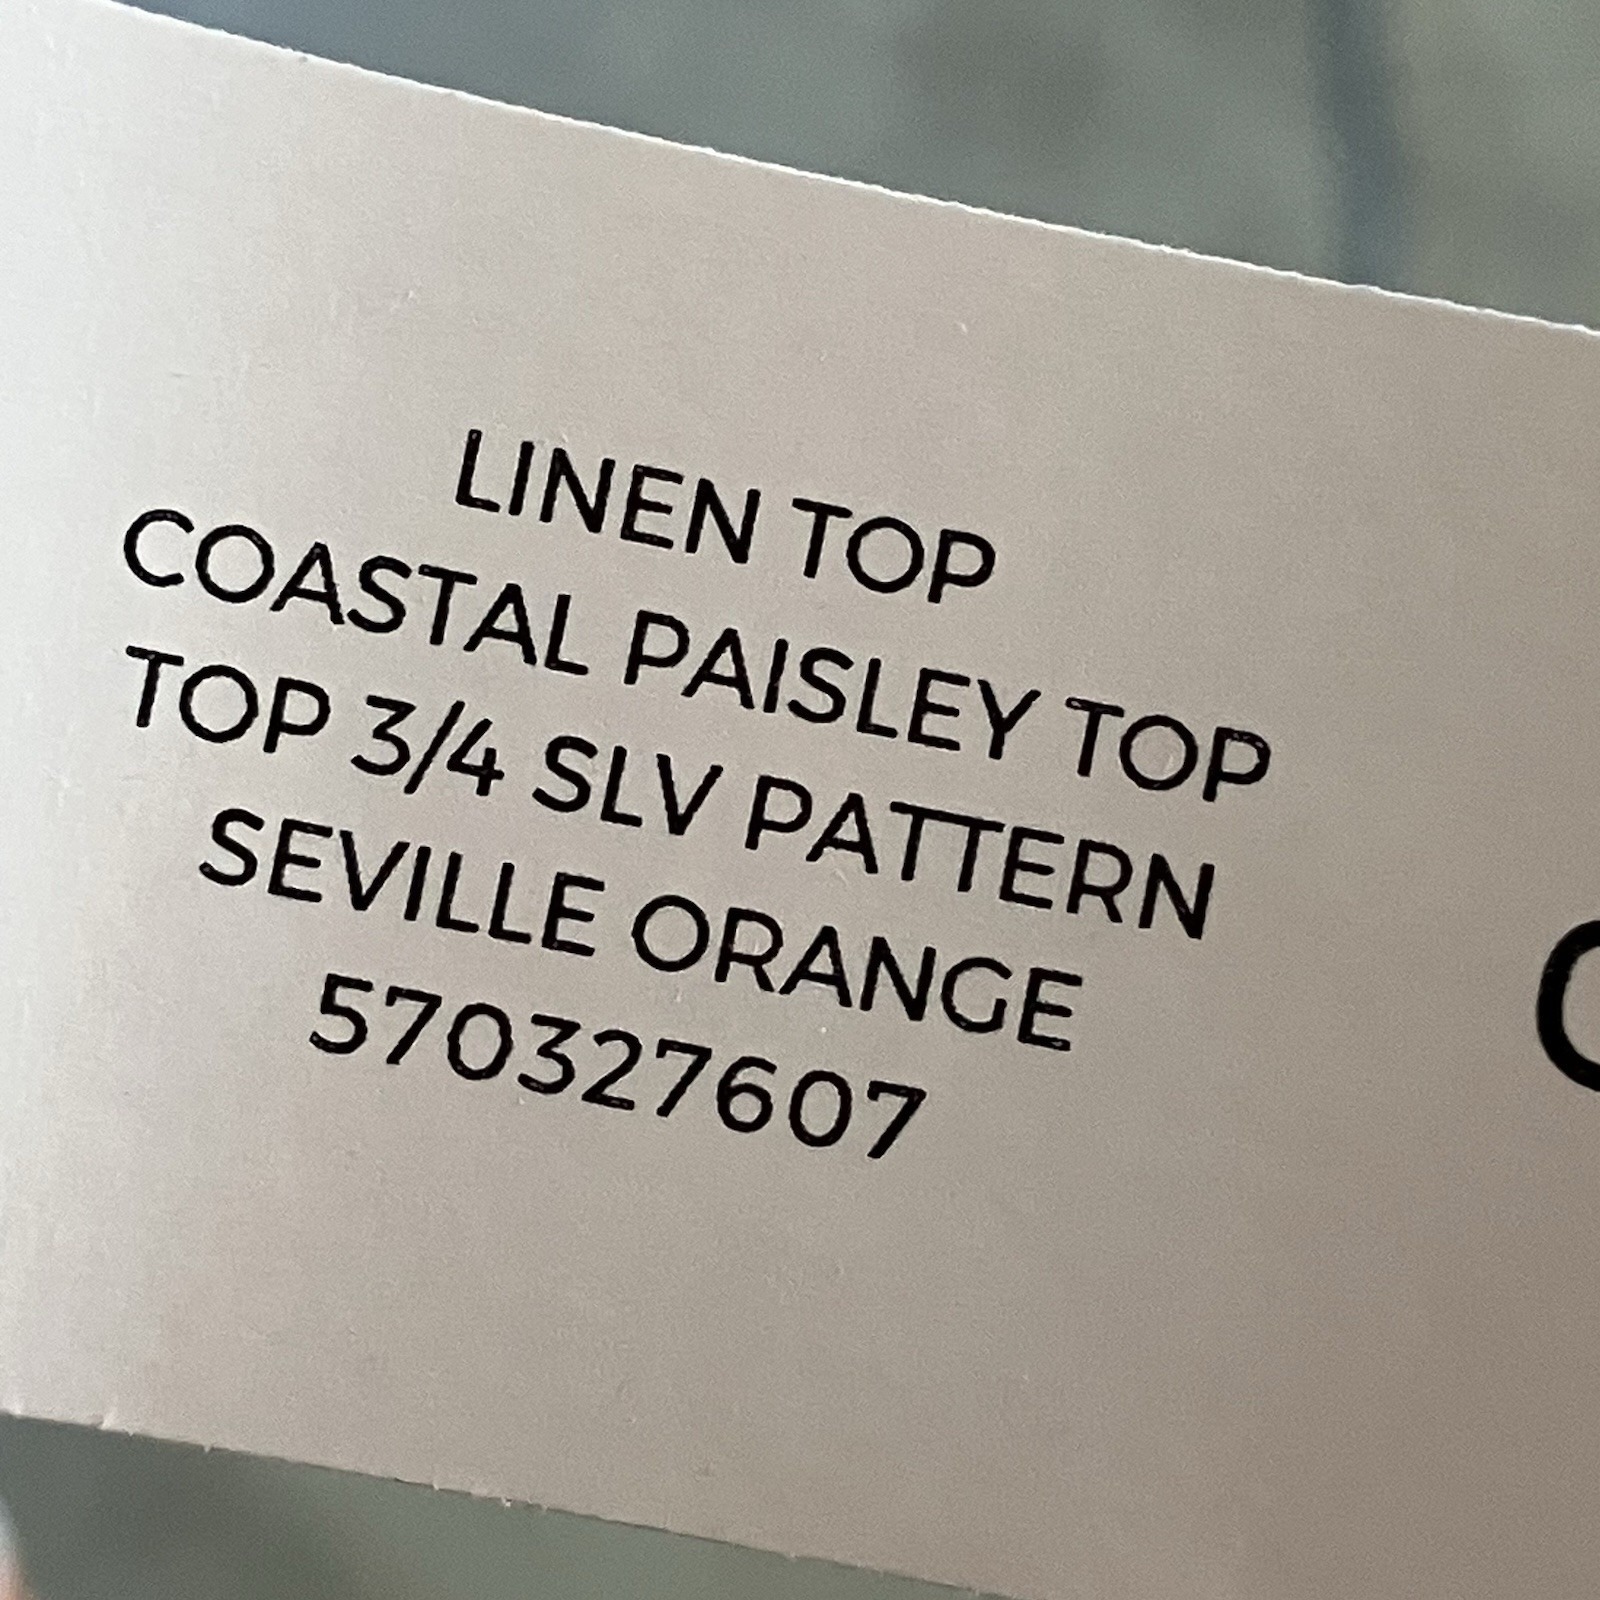 LINEN TOP
COASTAL PAISLEY TOP
TOP 3/4 SLV PATTERN
SEVILLE ORANGE
570327607